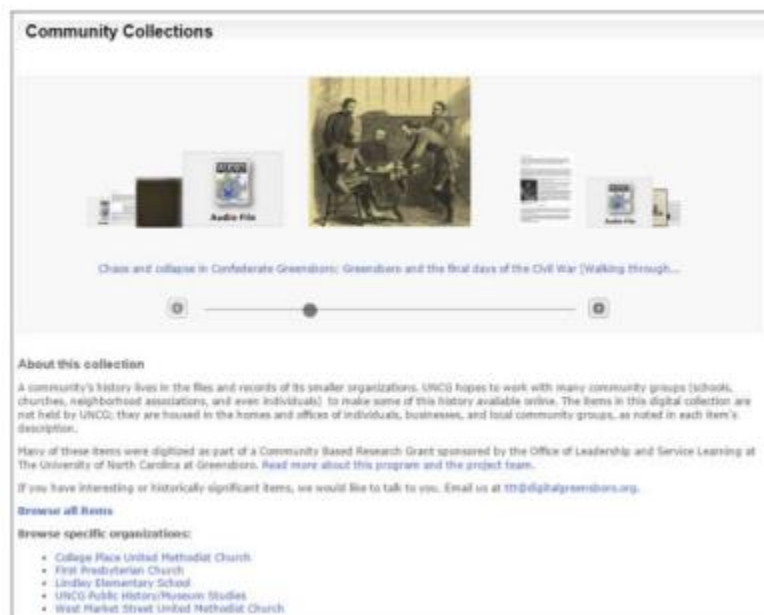 Community Collections
Audio File
Audio File
Chaos and collapse in Confederate Greensboro: Greensboro and the final days of the Civil War (Walking through...
About this collection
A community's history lives in the files and records of its smaller organizations. UNCG hopes to work with many community groups (schools,
churches, neighborhood associations, and even individuals) to make some of this history available online. The items in this digital collection are
not held by UNCG; they are housed in the homes and offices of individuals, businesses, and local community groups, as noted in each item's
description.
Many of these items were digitized as part of a Community Based Research Grant sponsored by the Office of Leadership and Service Learning at
The University of North Carolina at Greensboro. Read more about this program and the project team.
If you have interesting or historically significant items, we would like to talk to you. Email us at ttt@digitalgreensboro.org.
Browse all items
Browse specific organizations:
• College Place United Methodist Church
• First Presbyterian Church
• Lindley Elementary School
• UNCG Public History/Museum Studies
• West Market Street United Methodist Church